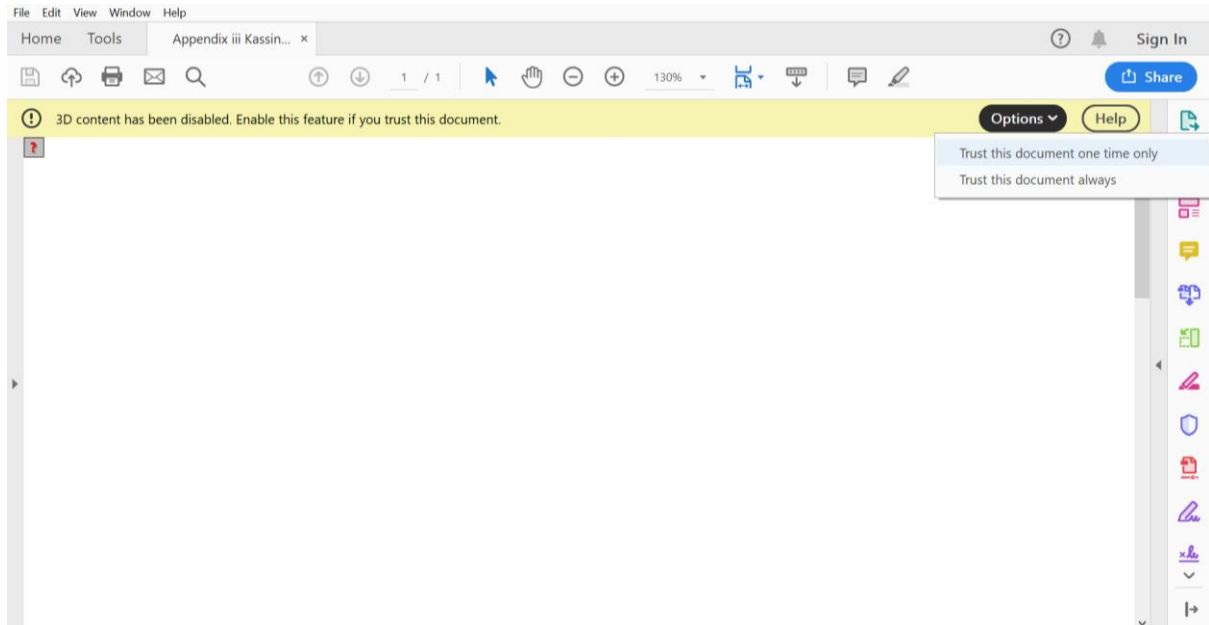 File Edit View Window Help
Home Tools Appendix iii Kassin... × ? Sign In
1 / 1 130% Share
! 3D content has been disabled. Enable this feature if you trust this document. Options Help
?
Trust this document one time only
Trust this document always